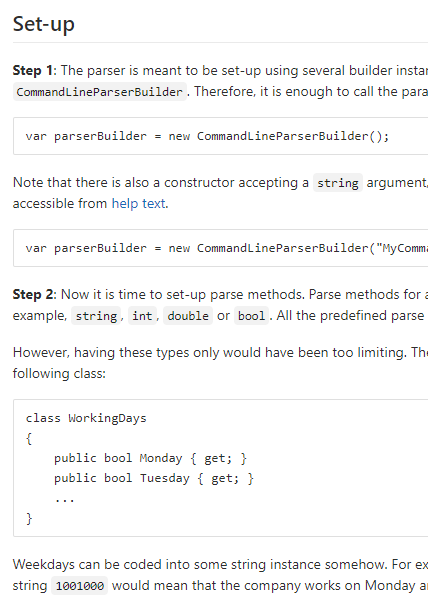 Set-up
Step 1: The parser is meant to be set-up using several builder
CommandLineParserBuilder. Therefore, it is enough to call the
var parserBuilder = new CommandLineParserBuilder();
Note that there is also a constructor accepting a string argument,
accessible from help text.
var parserBuilder = new CommandLineParserBuilder("MyComm
Step 2: Now it is time to set-up parse methods. Parse methods for a
example, string, int, double or bool. All the predefined parse
However, having these types only would have been too limiting. The
following class:
class WorkingDays
{
public bool Monday { get; }
public bool Tuesday { get; }
...
}
Weekdays can be coded into some string instance somehow. For ex
string 1001000 would mean that the company works on Monday a